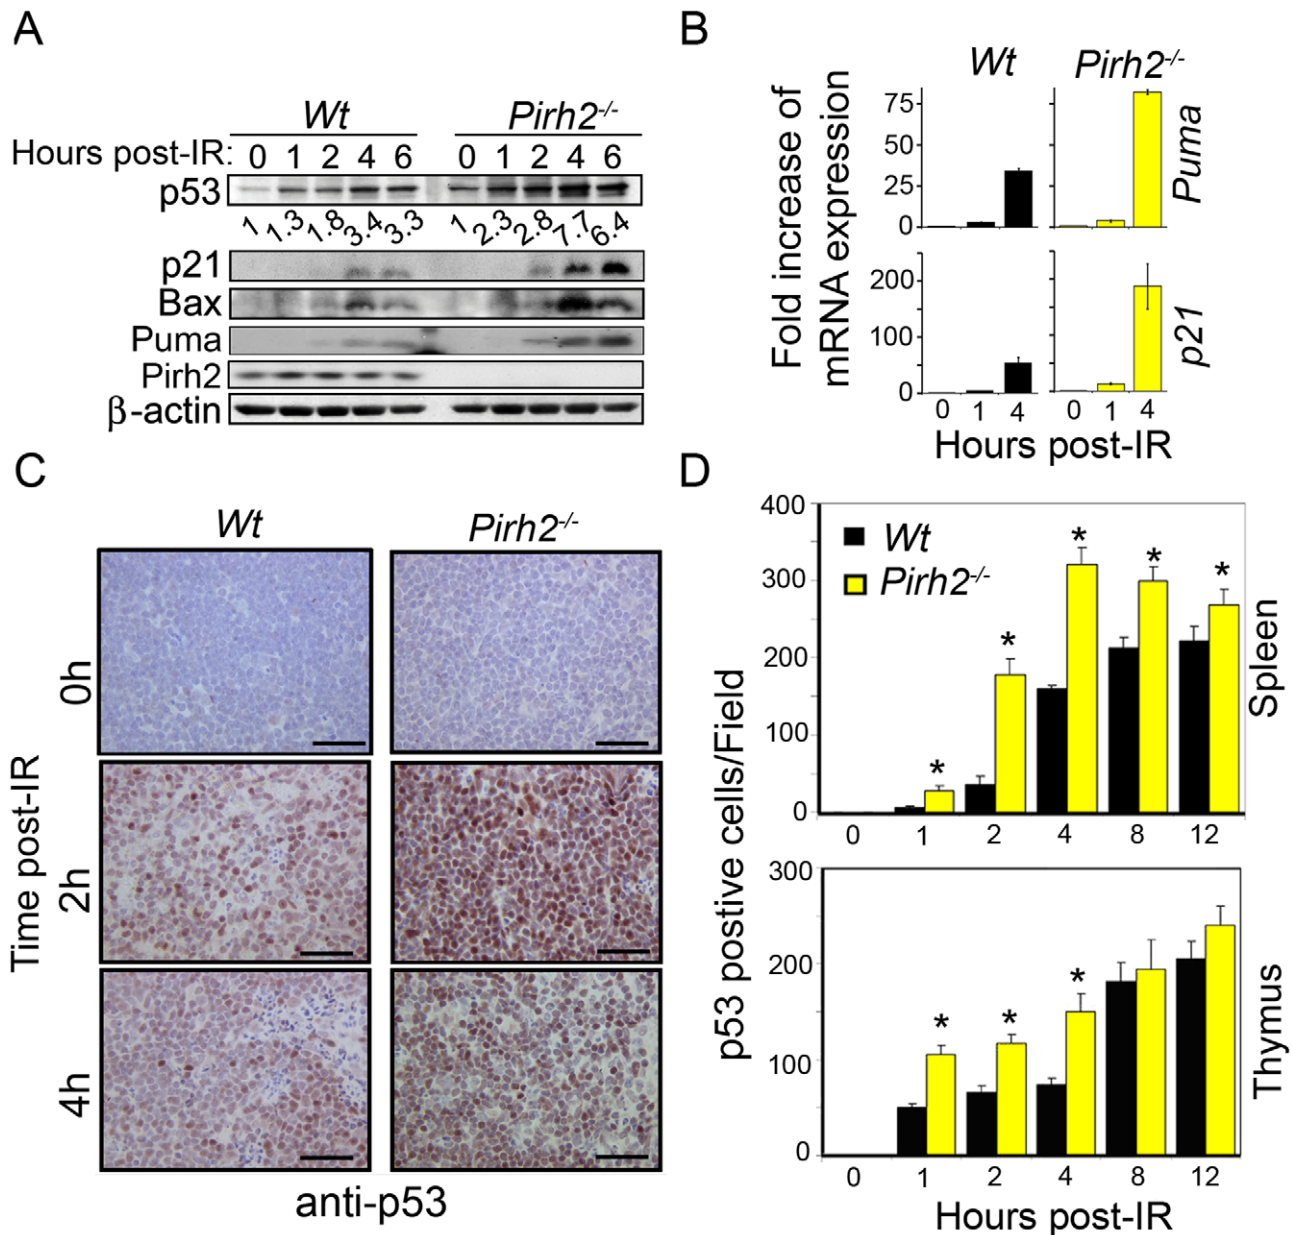 A
Wt Pirh2-/-
Hours post-IR: 0 1 2 4 6 0 1 2 4 6
p53
1 1.3 1.8 3.4 3.3 1 2.3 2.8 7.7 6.4
p21
Bax
Puma
Pirh2
β-actin
B
Wt Pirh2-/-
Fold increase of
mRNA expression
75
50
25
0
Puma
200
100
0
p21
0 1 4 0 1 4
Hours post-IR
C
Wt Pirh2-/-
Time post-IR
0h
2h
4h
anti-p53
D
p53 postive cells/Field
400
300
200
100
0
Wt
Pirh2-/-
* * * * *
0 1 2 4 8 12
Spleen
300
200
100
0
* * *
0 1 2 4 8 12
Thymus
Hours post-IR